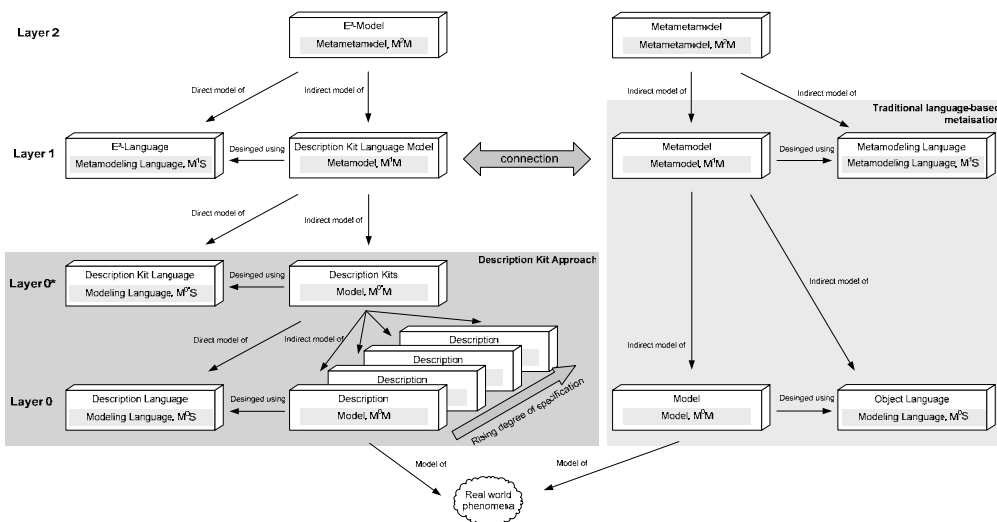 Layer 2
E³-Model
Metametamodel, M²M
Metametamodel
Metametamodel, M²M
Direct model of
Indirect model of
Indirect model of
Indirect model of
Traditional language-based
metaisation
Layer 1
E³-Language
Metamodeling Language, M¹S
Desinged using
Description Kit Language Model
Metamodel, M¹M
connection
Metamodel
Metamodel, M¹M
Desinged using
Metamodeling Language
Metamodeling Language, M¹S
Direct model of
Indirect model of
Description Kit Approach
Layer 0*
Description Kit Language
Modeling Language, M⁰*S
Desinged using
Description Kits
Model, M⁰*M
Indirect model of
Direct model of
Indirect model of
Indirect model of
Description
Description
Description
Layer 0
Description Language
Modeling Language, M⁰S
Desinged using
Description
Model, M⁰M
Rising degree of specification
Model
Model, M⁰M
Desinged using
Object Language
Modeling Language, M⁰S
Model of
Model of
Real world
phenomena